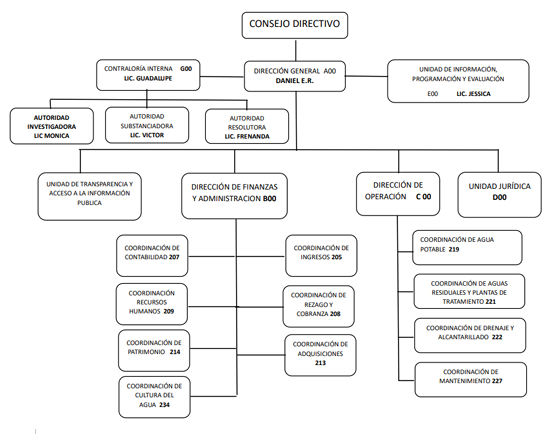 CONSEJO DIRECTIVO
CONTRALORÍA INTERNA G00
LIC. GUADALUPE
DIRECCIÓN GENERAL A00
DANIEL E.R.
UNIDAD DE INFORMACIÓN,
PROGRAMACIÓN Y EVALUACIÓN
E00 LIC. JESSICA
AUTORIDAD
INVESTIGADORA
LIC MONICA
AUTORIDAD
SUBSTANCIADORA
LIC. VICTOR
AUTORIDAD
RESOLUTORA
LIC. FRENANDA
UNIDAD DE TRANSPARENCIA Y
ACCESO A LA INFORMACIÓN
PUBLICA
DIRECCIÓN DE FINANZAS
Y ADMINISTRACION B00
DIRECCIÓN DE
OPERACIÓN C 00
UNIDAD JURÍDICA
D00
COORDINACIÓN DE
CONTABILIDAD 207
COORDINACIÓN DE
INGRESOS 205
COORDINACIÓN DE AGUA
POTABLE 219
COORDINACIÓN
RECURSOS
HUMANOS 209
COORDINACIÓN DE
REZAGO Y
COBRANZA 208
COORDINACIÓN DE AGUAS
RESIDUALES Y PLANTAS DE
TRATAMIENTO 221
COORDINACIÓN DE
PATRIMONIO 214
COORDINACIÓN DE
ADQUISICIONES
213
COORDINACIÓN DE DRENAJE Y
ALCANTARILLADO 222
COORDINACIÓN DE
CULTURA DEL
AGUA 234
COORDINACIÓN DE
MANTENIMIENTO 227